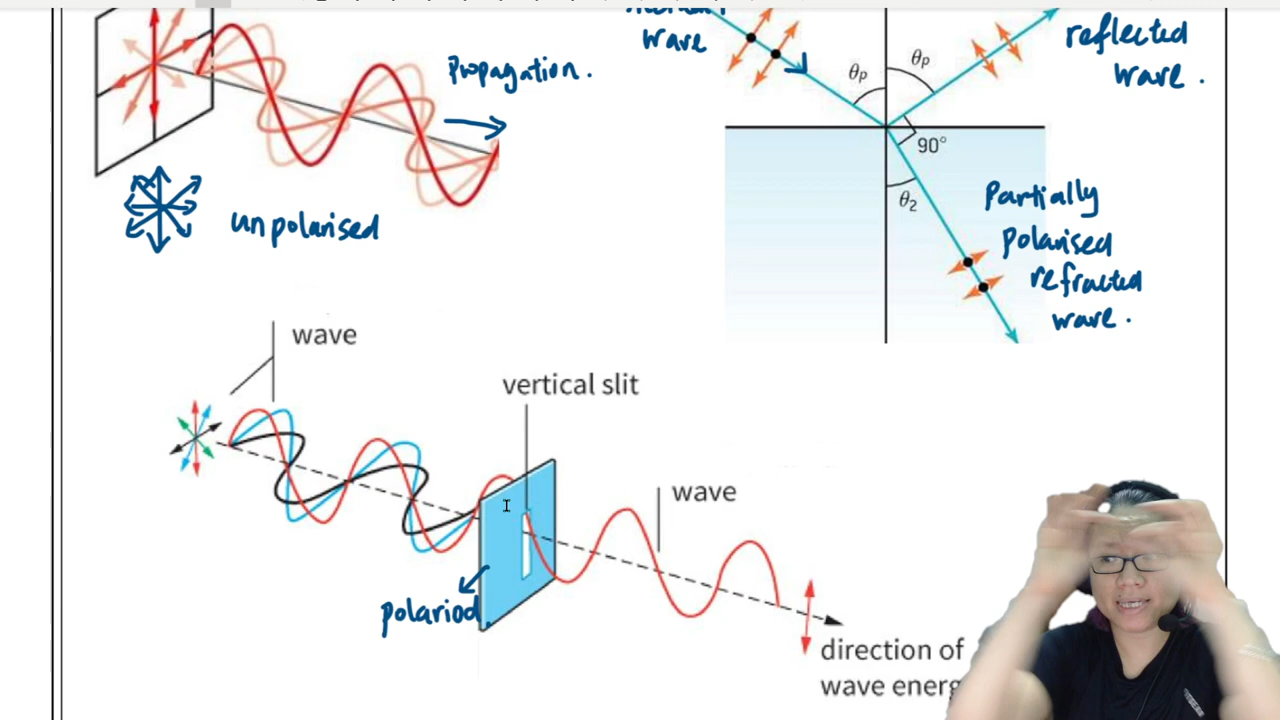 wave
Propagation.
unpolarised
θp
θp
reflected
wave.
90°
θ2
Partially
polarised
refracted
wave.
wave
vertical slit
wave
polariod
direction of
wave energ